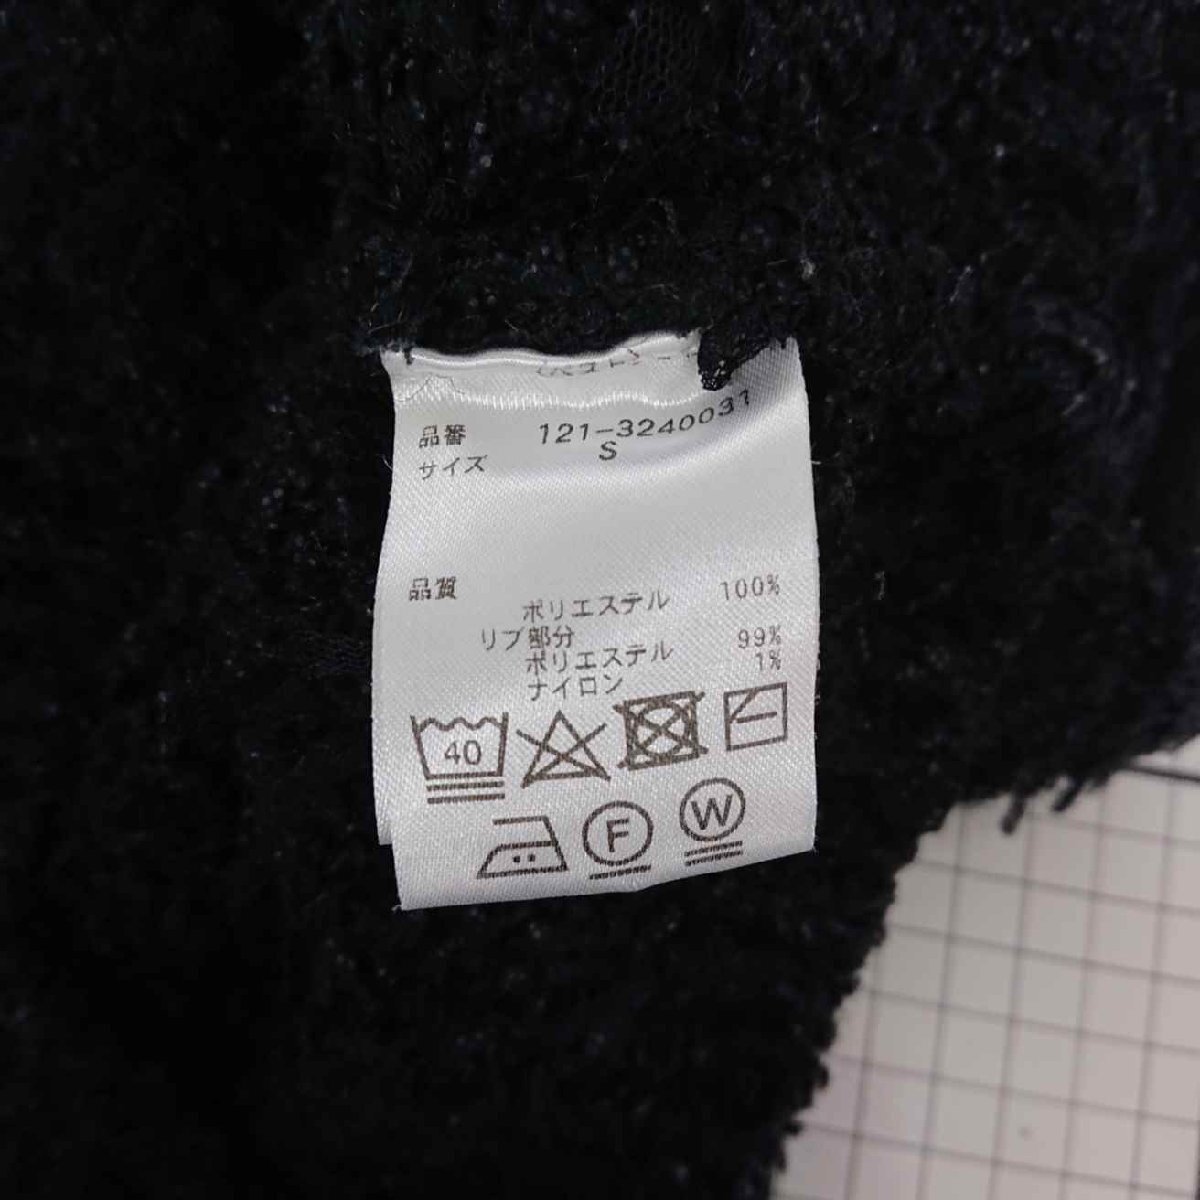 品番 121-3240031
サイズ S
品質
ポリエステル 100%
リブ部分
ポリエステル 99%
ナイロン 1%
40
F
W